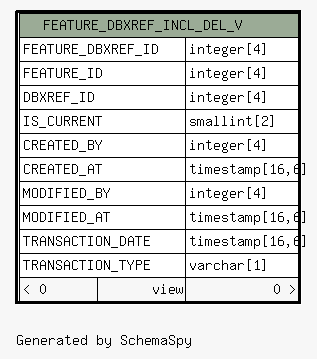 FEATURE_DBXREF_INCL_DEL_V
FEATURE_DBXREF_ID integer[4]
FEATURE_ID integer[4]
DBXREF_ID integer[4]
IS_CURRENT smallint[2]
CREATED_BY integer[4]
CREATED_AT timestamp[16,6]
MODIFIED_BY integer[4]
MODIFIED_AT timestamp[16,6]
TRANSACTION_DATE timestamp[16,6]
TRANSACTION_TYPE varchar[1]
< 0 view 0 >
Generated by SchemaSpy